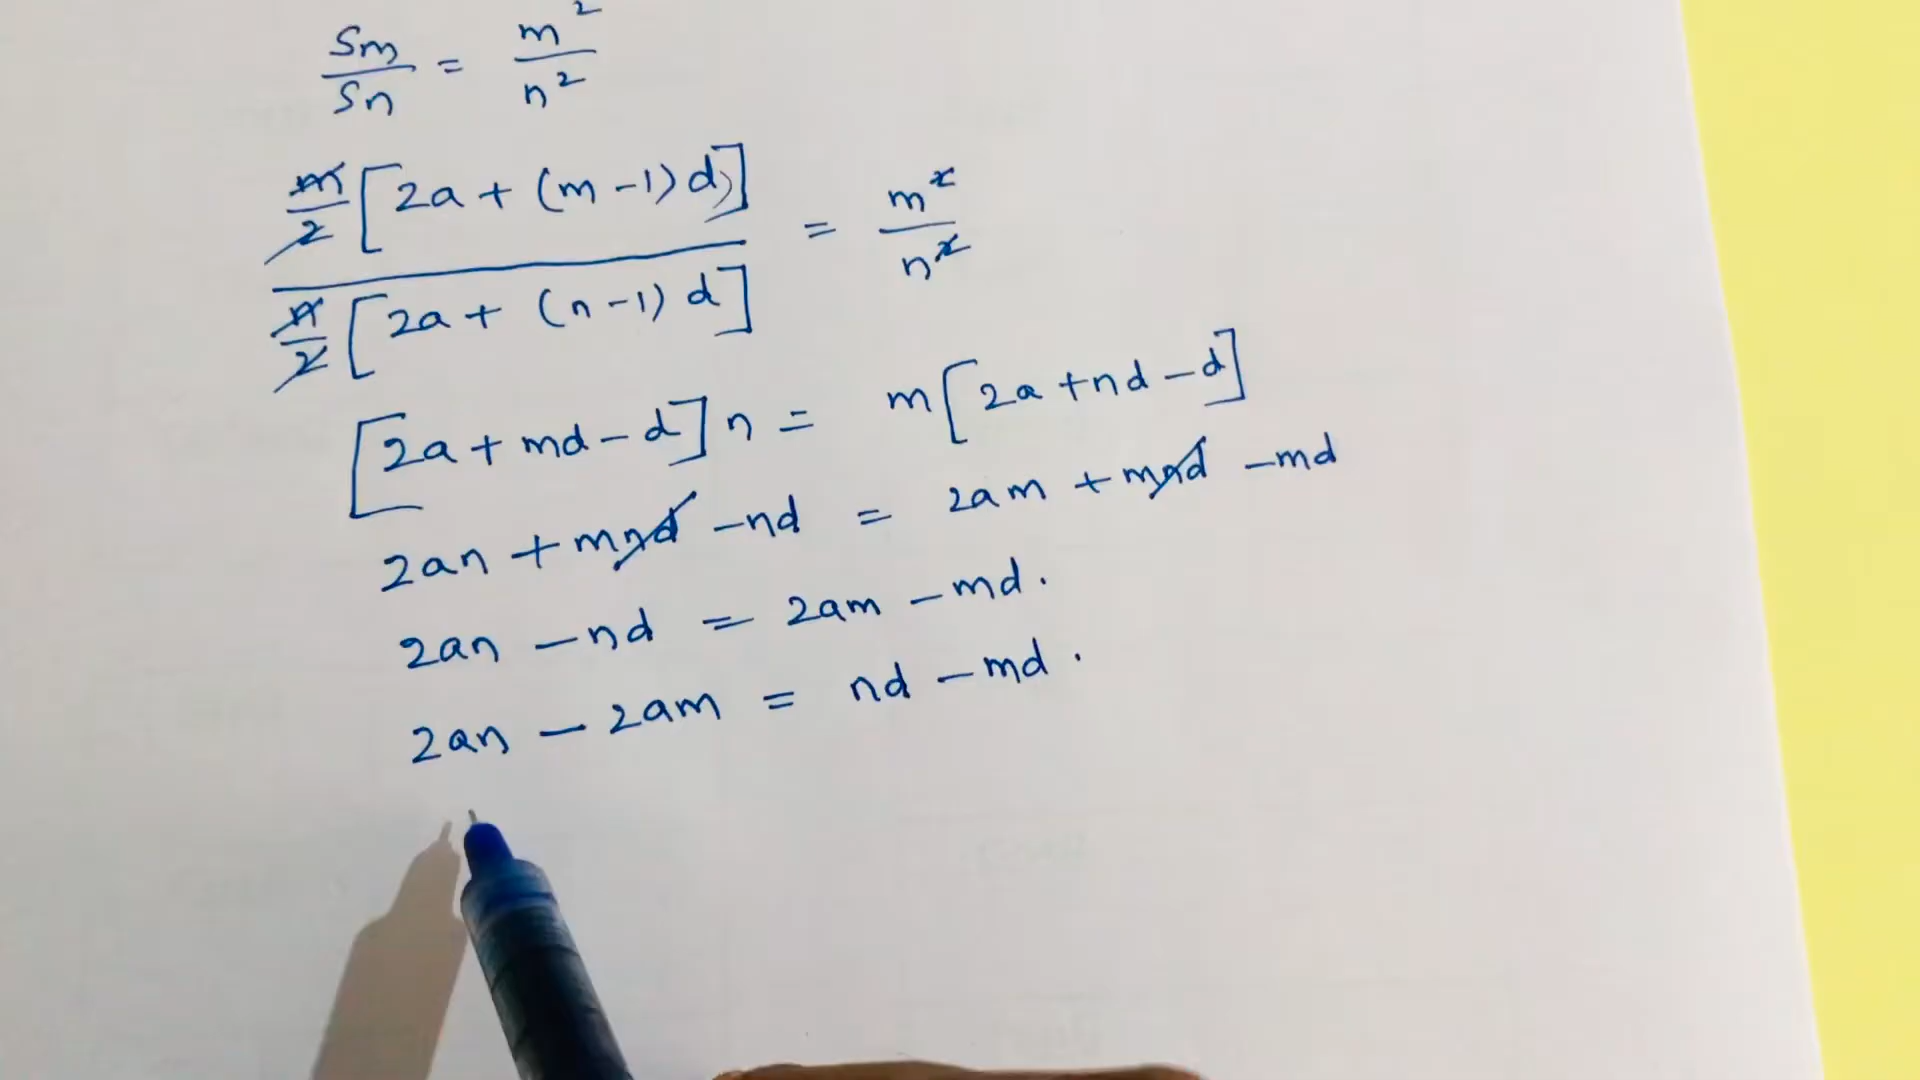 Sm/Sn = m²/n²
m/2 [2a + (m - 1) d] / n/2 [2a + (n - 1) d] = m²/n²
[2a + md - d] n = m [2a + nd - d]
2an + mnd - nd = 2am + mnd - md
2an - nd = 2am - md.
2an - 2am = nd - md.